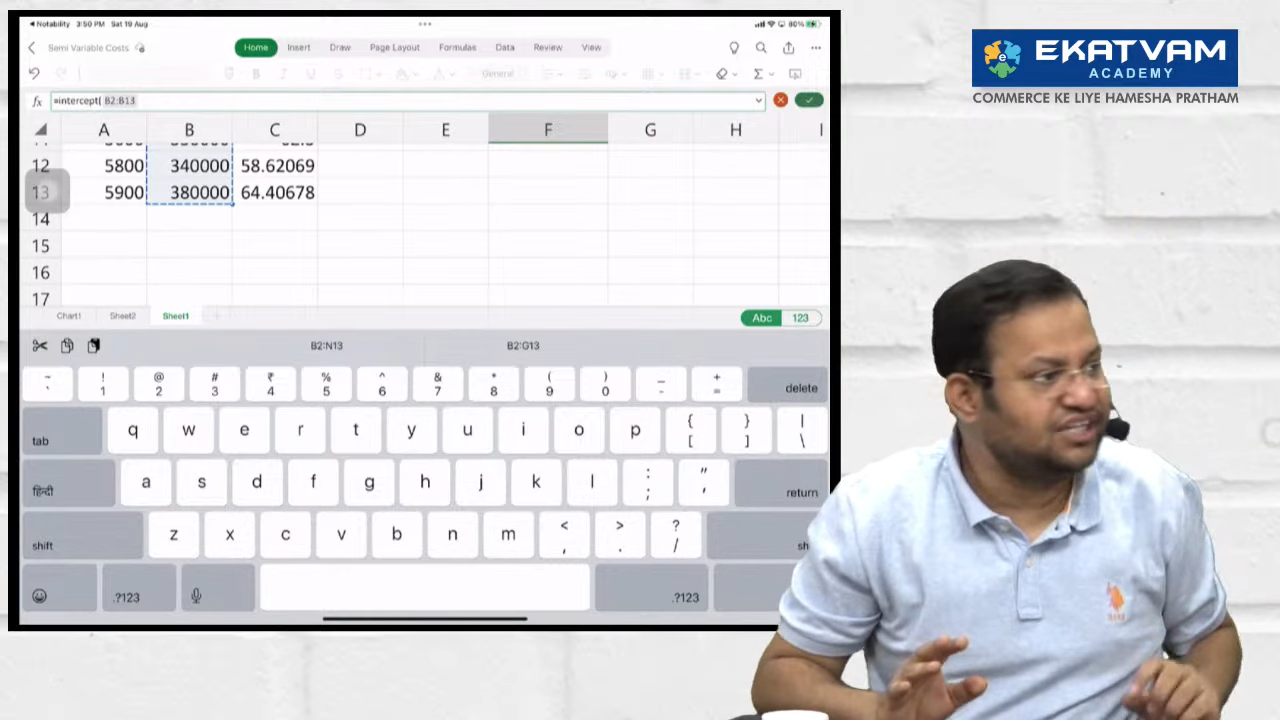 Notability 3:50 PM Sat 19 Aug
80%
Semi Variable Costs
Home Insert Draw Page Layout Formulas Data Review View
General
fx =intercept( B2:B13
A B C D E F G H I
12 5800 340000 58.62069
13 5900 380000 64.40678
14
15
16
17
Chart1 Sheet2 Sheet1 + Abc 123
B2:N13 B2:G13
~ ! @ # ₹ % ^ & * ( ) _ +
` 1 2 3 4 5 6 7 8 9 0 - = delete
tab q w e r t y u i o p { [ } ] | \
हिन्दी a s d f g h j k l : ; " ' return
shift z x c v b n m < , > . ? / sh
.?123 .?123
EKATVAM
ACADEMY
COMMERCE KE LIYE HAMESHA PRATHAM